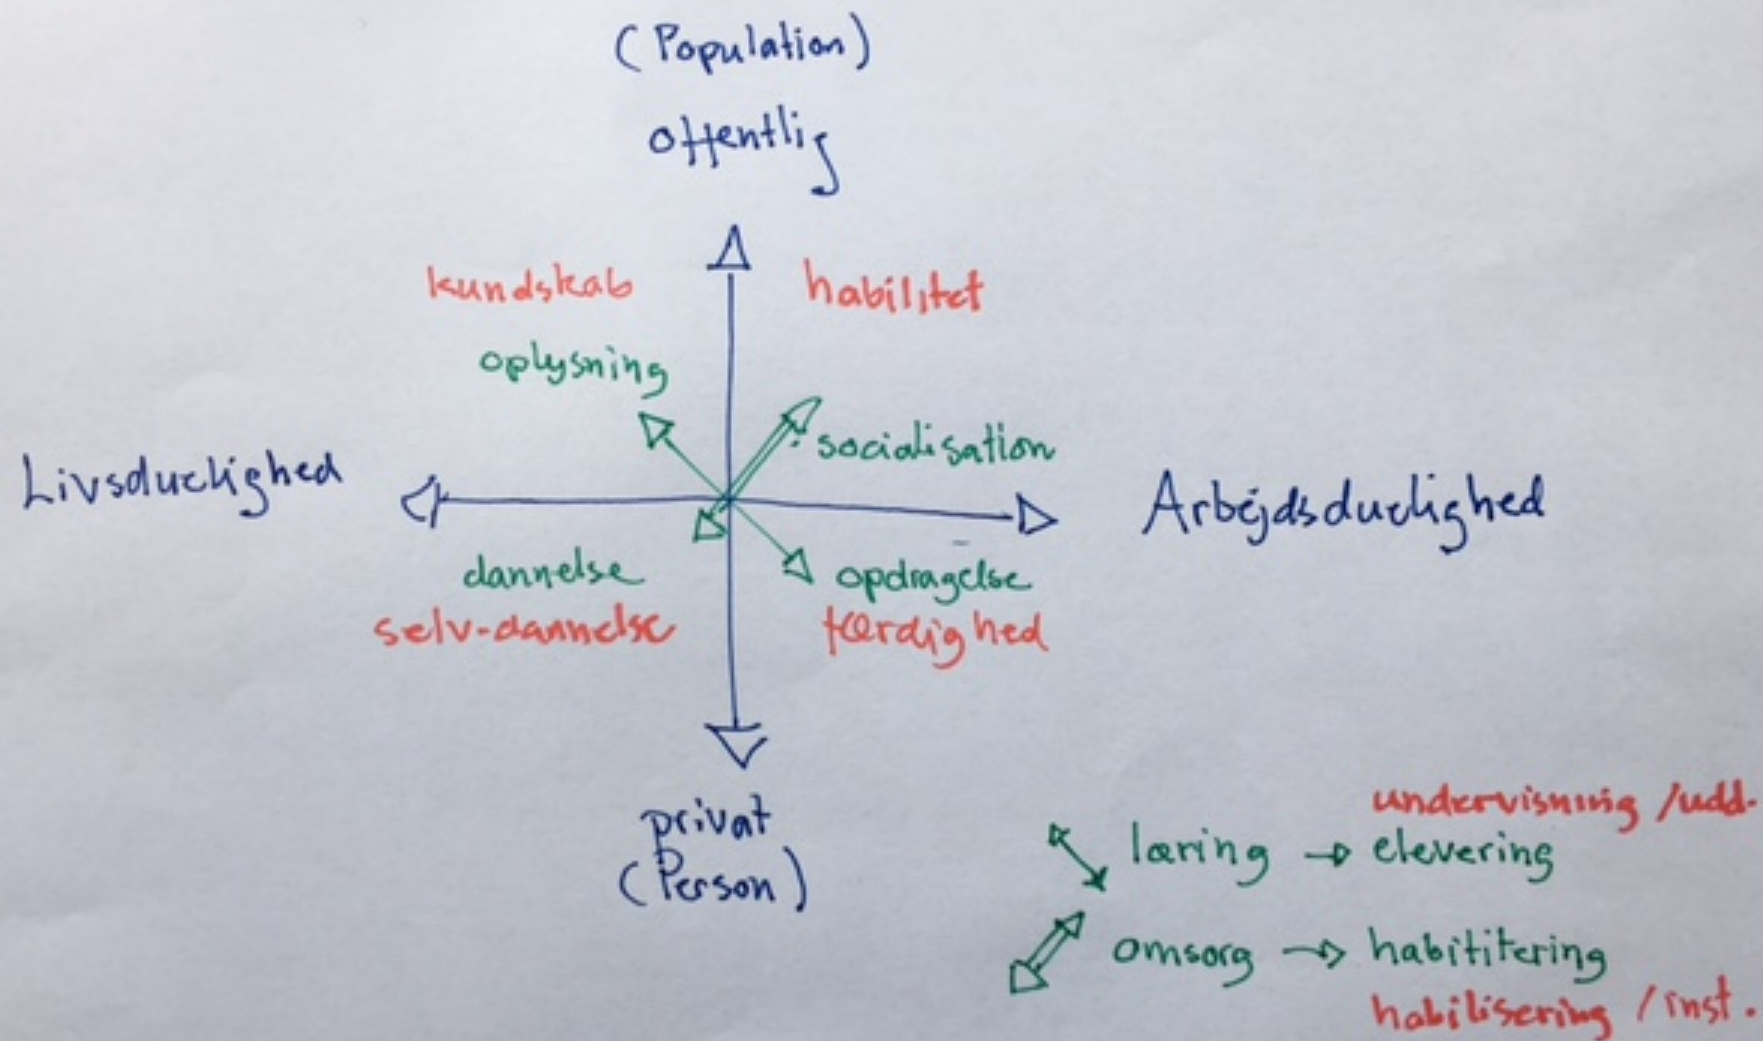 (Population)
offentlig
kundskab habilitet
oplysning
socialisation
Livsduelighed Arbejdsduelighed
dannelse opdragelse
selv-dannelse færdighed
privat
(Person)
undervisning /udd.
læring → elevering
omsorg → habititering
habilisering / inst.